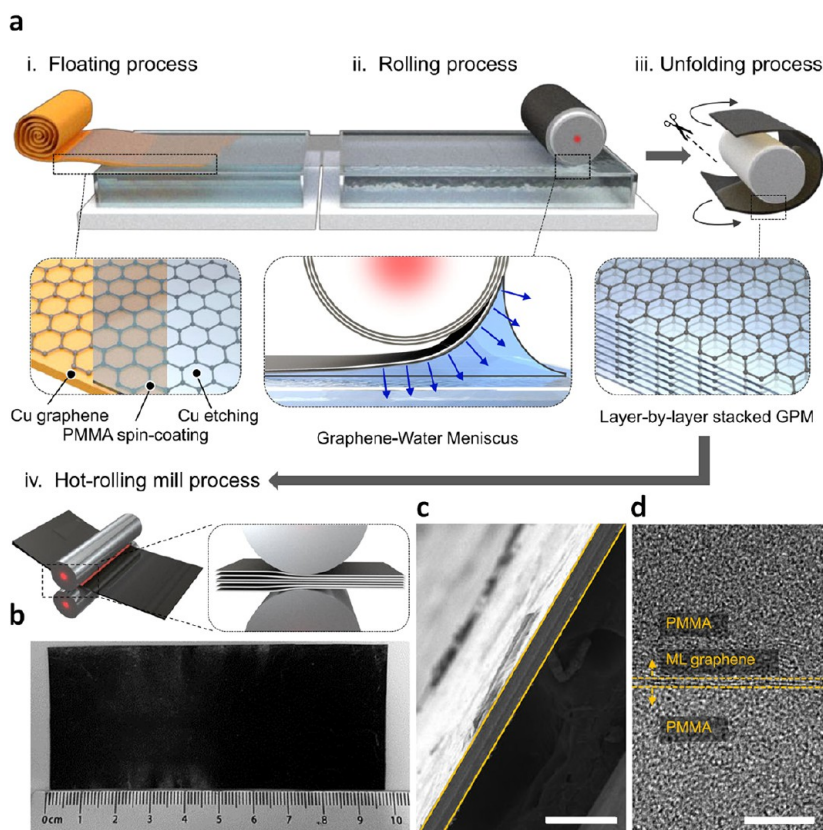 a
i. Floating process
ii. Rolling process
iii. Unfolding process
Cu graphene
PMMA spin-coating
Cu etching
Graphene-Water Meniscus
Layer-by-layer stacked GPM
iv. Hot-rolling mill process
b
0cm 1 2 3 4 5 6 7 8 9 10
c
d
PMMA
ML graphene
PMMA